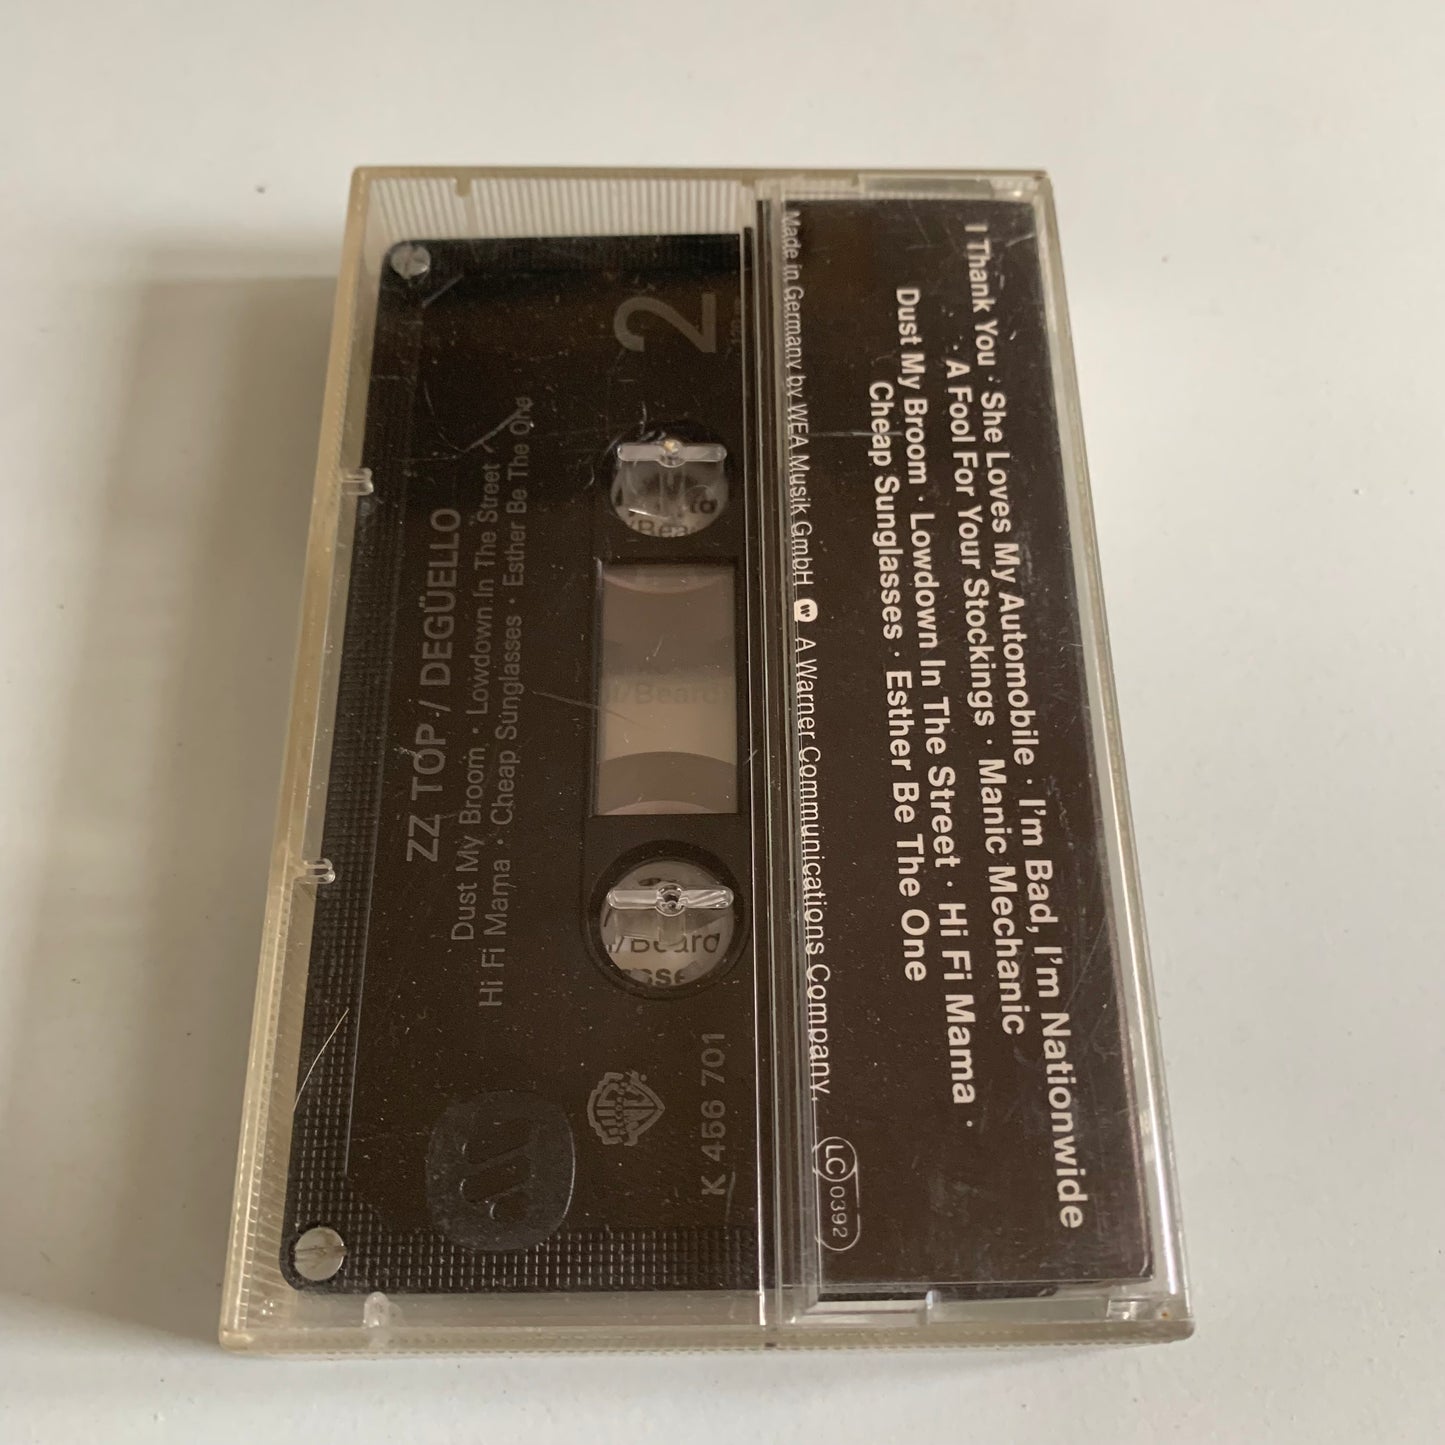 2
ZZ TOP / DEGÜELLO
Dust My Broom · Lowdown In The Street ·
Hi Fi Mama · Cheap Sunglasses · Esther Be The One
K 456 701
I Thank You · She Loves My Automobile · I'm Bad, I'm Nationwide
· A Fool For Your Stockings · Manic Mechanic
Dust My Broom · Lowdown In The Street · Hi Fi Mama ·
Cheap Sunglasses · Esther Be The One
Made in Germany by WEA Musik GmbH A Warner Communications Company.
LC 0392
/Beard